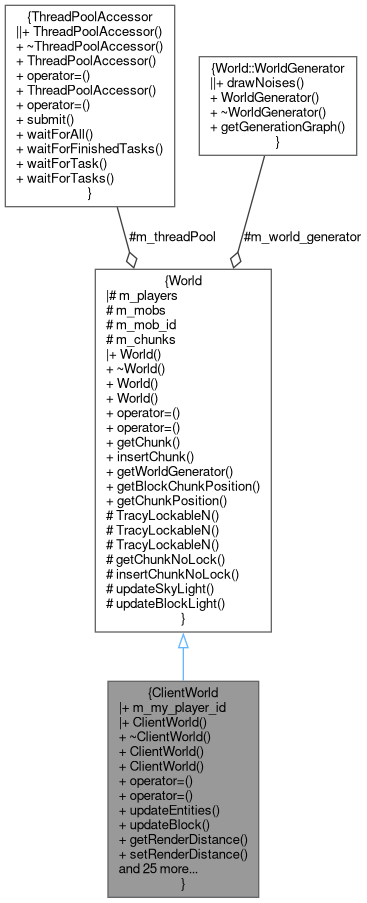 {ThreadPoolAccessor
||+ ThreadPoolAccessor()
+ ~ThreadPoolAccessor()
+ ThreadPoolAccessor()
+ operator=()
+ ThreadPoolAccessor()
+ operator=()
+ submit()
+ waitForAll()
+ waitForFinishedTasks()
+ waitForTask()
+ waitForTasks()
}
{World::WorldGenerator
||+ drawNoises()
+ WorldGenerator()
+ ~WorldGenerator()
+ getGenerationGraph()
}
#m_threadPool
#m_world_generator
{World
|# m_players
# m_mobs
# m_mob_id
# m_chunks
|+ World()
+ ~World()
+ World()
+ World()
+ operator=()
+ operator=()
+ getChunk()
+ insertChunk()
+ getWorldGenerator()
+ getBlockChunkPosition()
+ getChunkPosition()
# TracyLockableN()
# TracyLockableN()
# TracyLockableN()
# getChunkNoLock()
# insertChunkNoLock()
# updateSkyLight()
# updateBlockLight()
}
{ClientWorld
|+ m_my_player_id
|+ ClientWorld()
+ ~ClientWorld()
+ ClientWorld()
+ ClientWorld()
+ operator=()
+ operator=()
+ updateEntities()
+ updateBlock()
+ getRenderDistance()
+ setRenderDistance()
and 25 more...
}